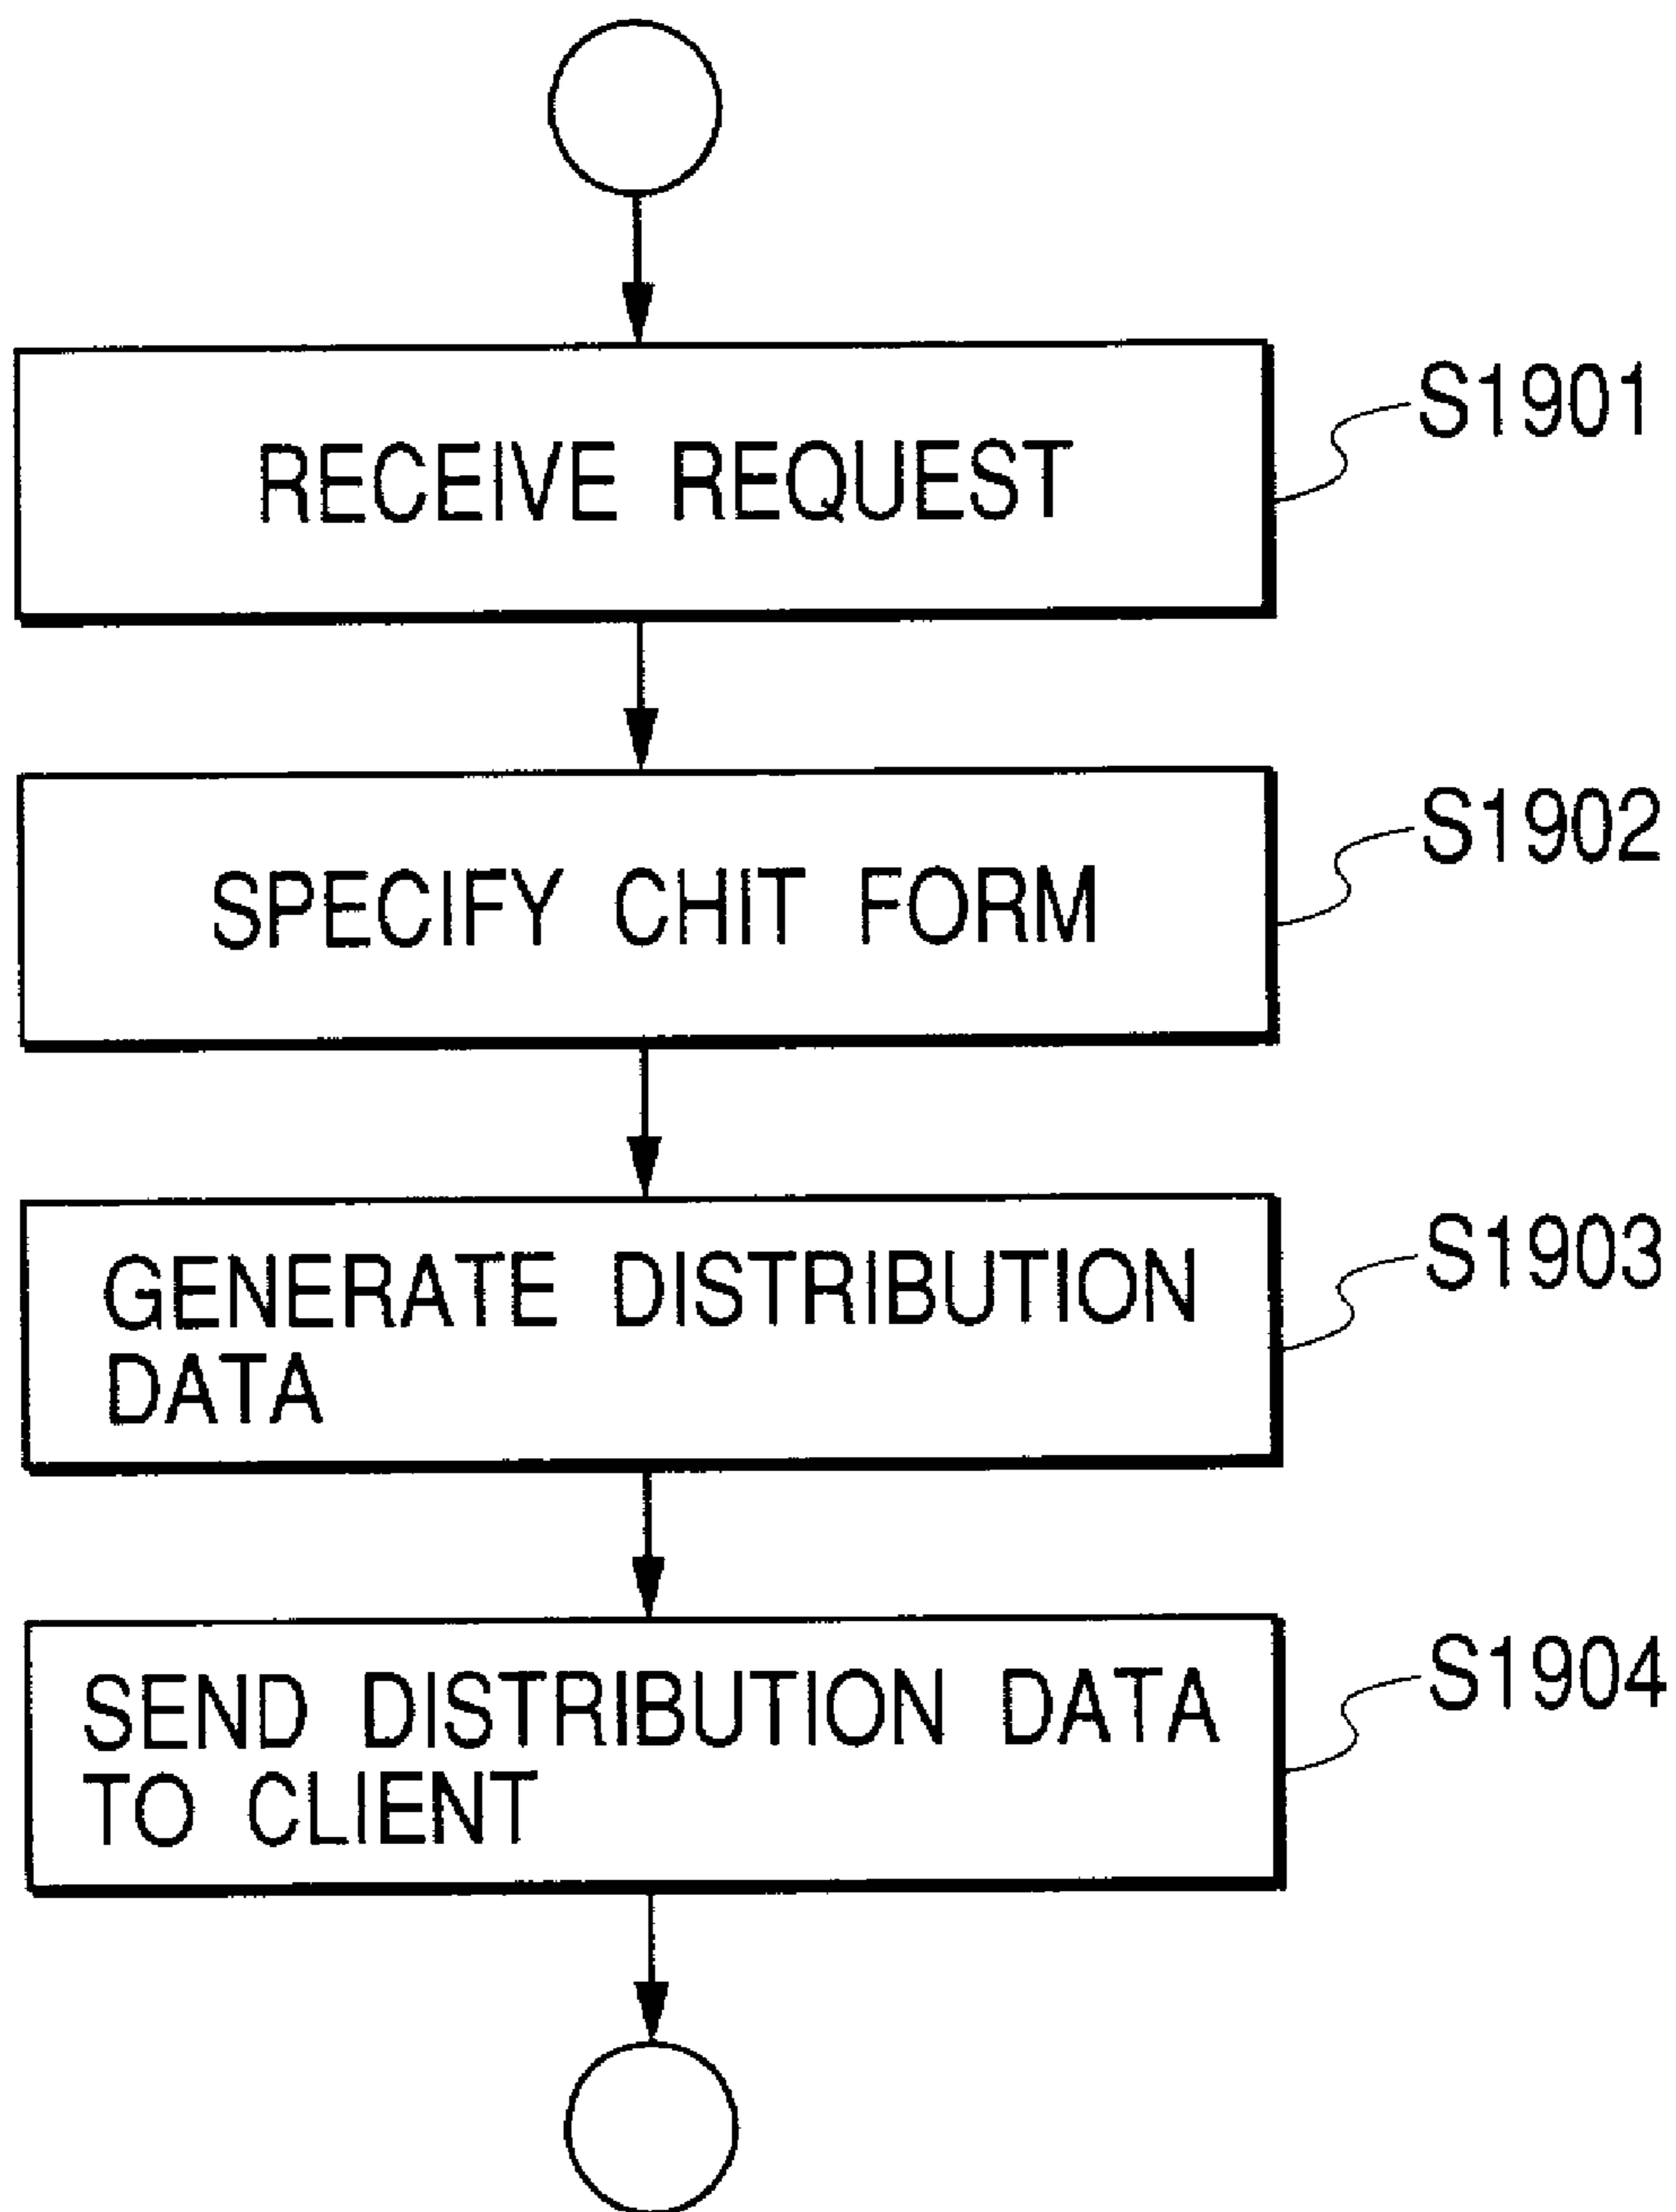 RECEIVE REQUEST
S1901
SPECIFY CHIT FORM
S1902
GENERATE DISTRIBUTION
DATA
S1903
SEND DISTRIBUTION DATA
TO CLIENT
S1904